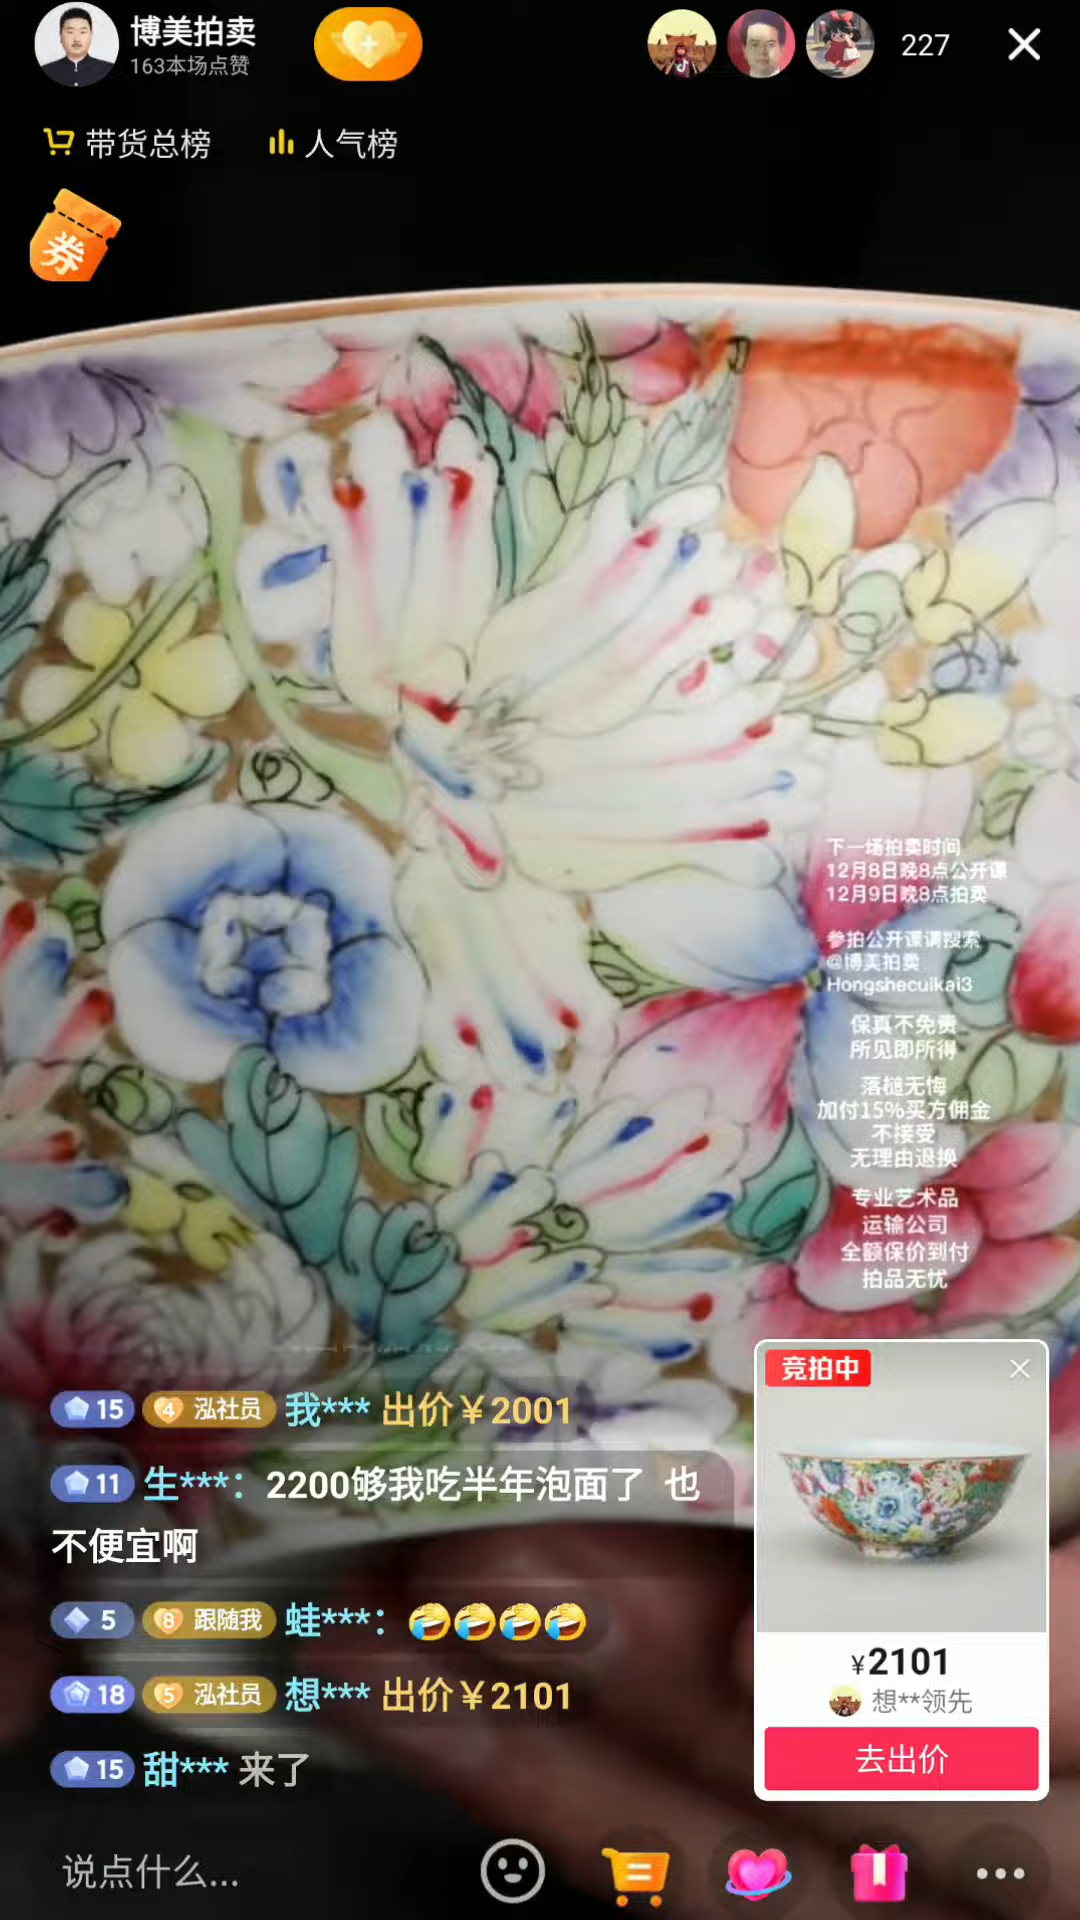 博美拍卖
163本场点赞
227
带货总榜
人气榜
券
下一场拍卖时间
12月8日晚8点公开课
12月9日晚8点拍卖
参拍公开课请搜索
@博美拍卖
Hongshecuikai3
保真不免责
所见即所得
落槌无悔
加付15%买方佣金
不接受
无理由退换
专业艺术品
运输公司
全额保价到付
拍品无忧
15 4 泓社员 我*** 出价¥2001
11 生***：2200够我吃半年泡面了 也
不便宜啊
5 8 跟随我 蛙***：🤣🤣🤣🤣
18 5 泓社员 想*** 出价¥2101
15 甜*** 来了
竞拍中
¥2101
想**领先
去出价
说点什么...